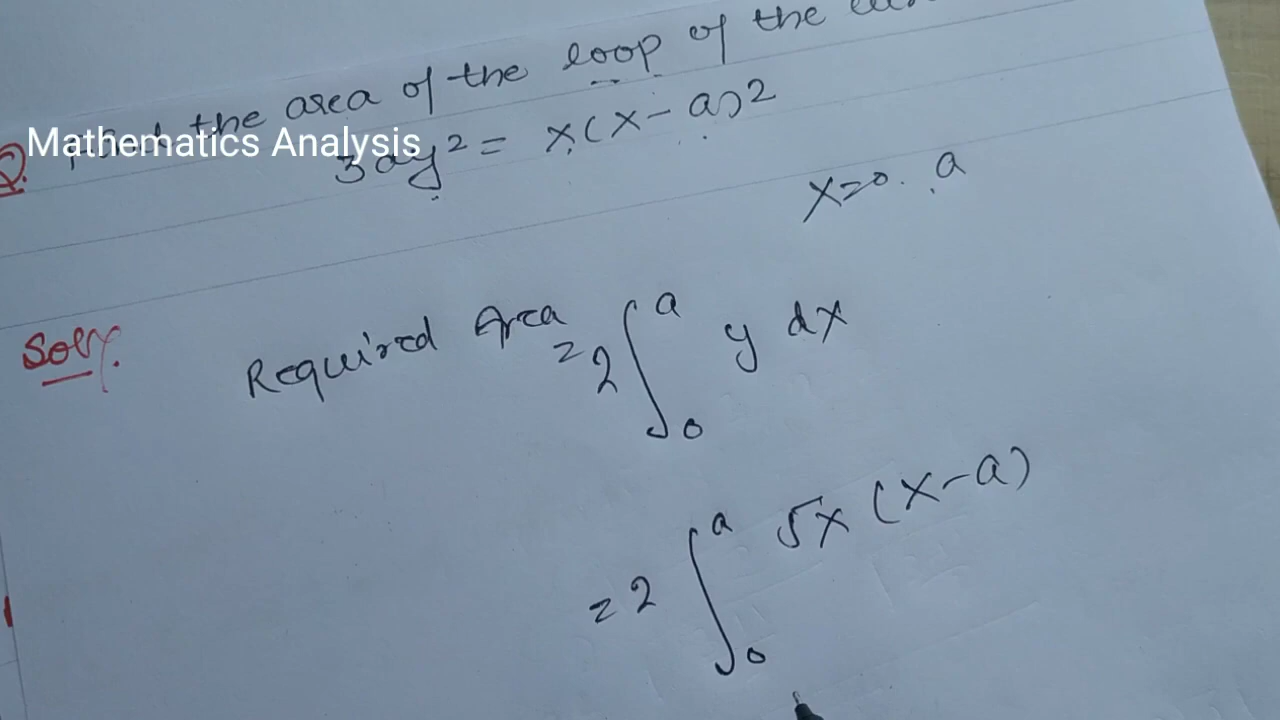 Q. Find the area of the loop of the
Mathematics Analysis
3ay² = x(x-a)²
x=0. a
Solⁿ.
Required Area = 2 ∫₀ᵃ y dx
= 2 ∫₀ᵃ √x (x-a)